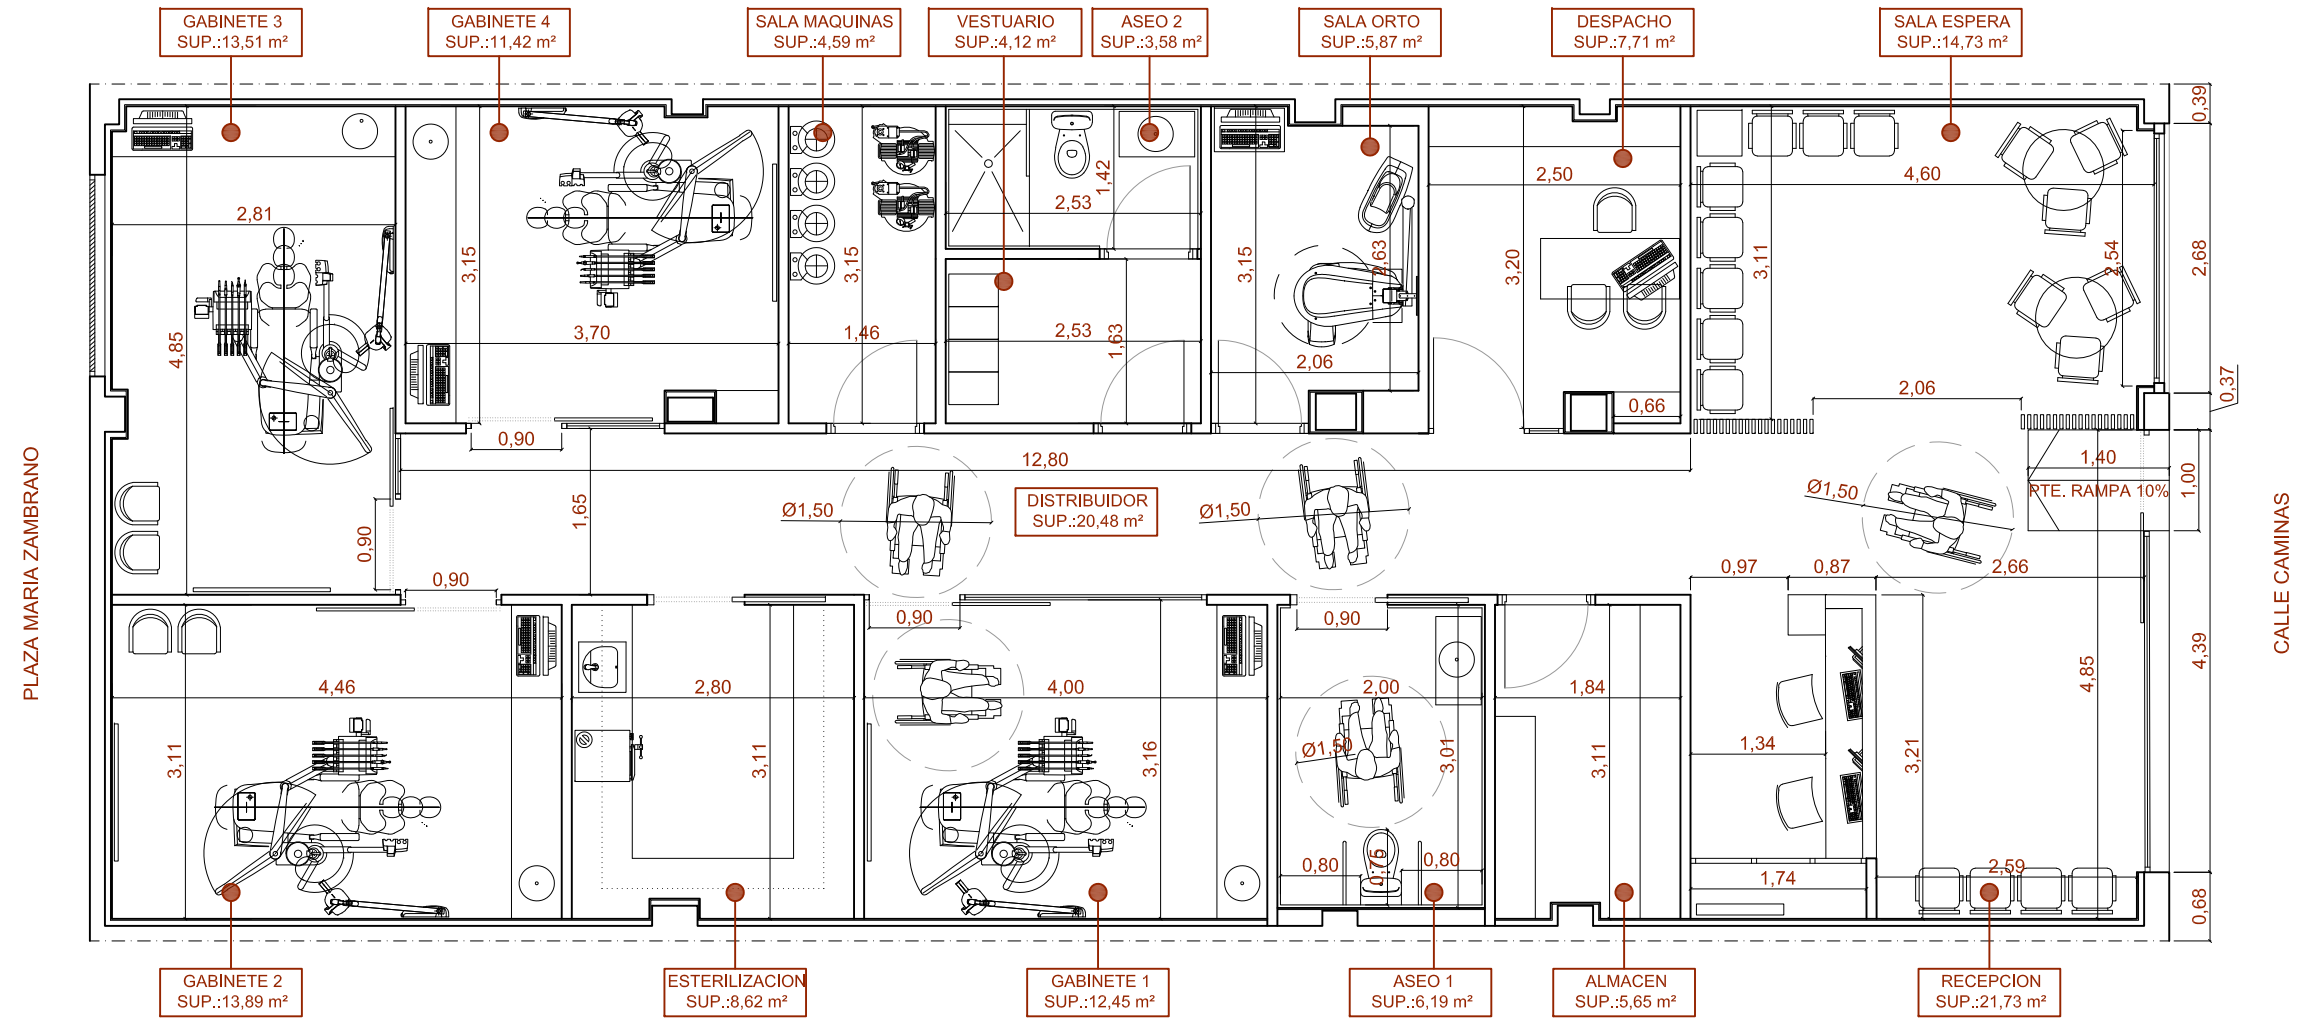 GABINETE 3
SUP.:13,51 m²
GABINETE 4
SUP.:11,42 m²
SALA MAQUINAS
SUP.:4,59 m²
VESTUARIO
SUP.:4,12 m²
ASEO 2
SUP.:3,58 m²
SALA ORTO
SUP.:5,87 m²
DESPACHO
SUP.:7,71 m²
SALA ESPERA
SUP.:14,73 m²
0,39
2,81
3,15
3,70
4,85
3,15
1,46
1,42
2,53
2,53
1,63
3,15
2,63
2,06
2,50
3,20
0,66
4,60
3,11
2,54
2,68
2,06
0,37
0,90
12,80
1,65
0,90
0,90
Ø1,50
DISTRIBUIDOR
SUP.:20,48 m²
Ø1,50
Ø1,50
1,40
PTE. RAMPA 10%
1,00
PLAZA MARIA ZAMBRANO
CALLE CAMINAS
0,97
0,87
2,66
0,90
0,90
4,46
2,80
4,00
2,00
1,84
4,39
4,85
3,11
3,11
3,16
Ø1,50
3,01
3,11
1,34
3,21
0,80
0,75
0,80
1,74
2,59
0,68
GABINETE 2
SUP.:13,89 m²
ESTERILIZACION
SUP.:8,62 m²
GABINETE 1
SUP.:12,45 m²
ASEO 1
SUP.:6,19 m²
ALMACEN
SUP.:5,65 m²
RECEPCION
SUP.:21,73 m²